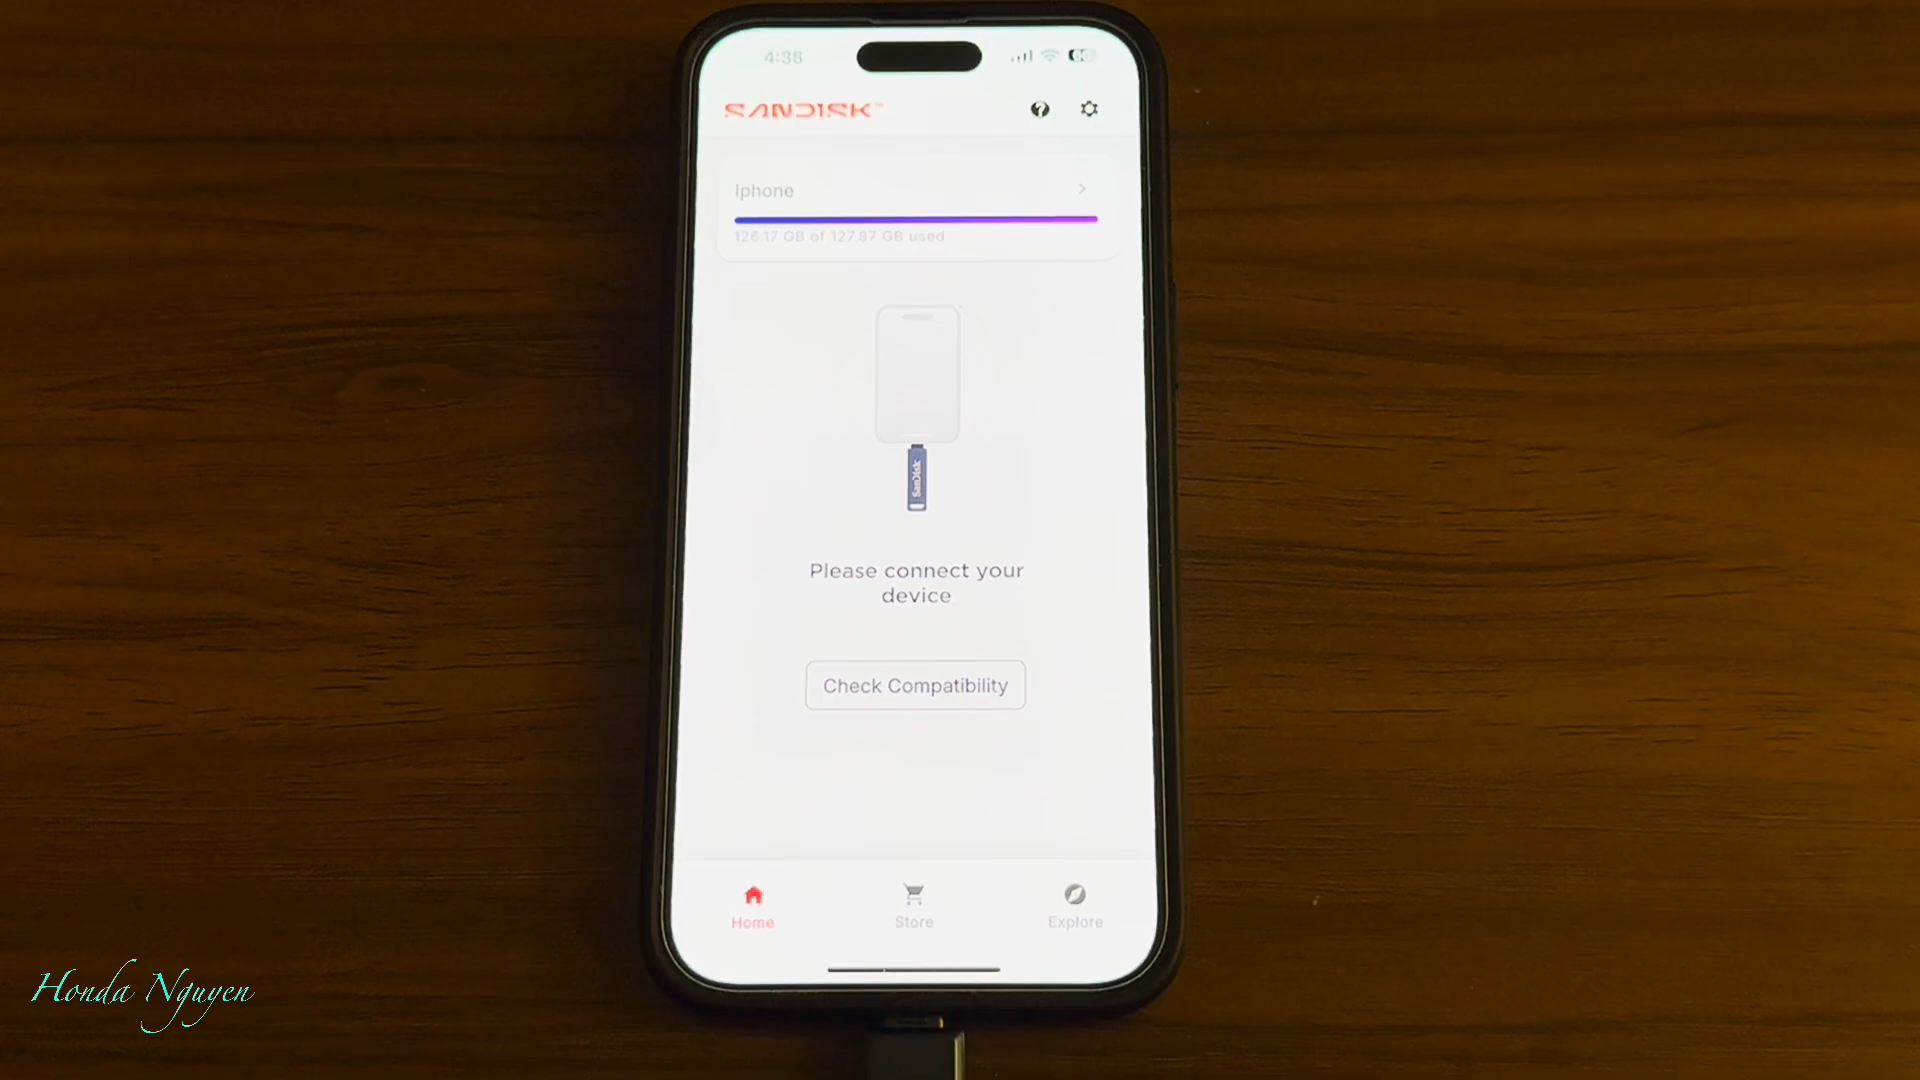 4:38
SANDISK
Iphone
126.17 GB of 127.87 GB used
SanDisk
Please connect your
device
Check Compatibility
Home
Store
Explore
Honda Nguyen